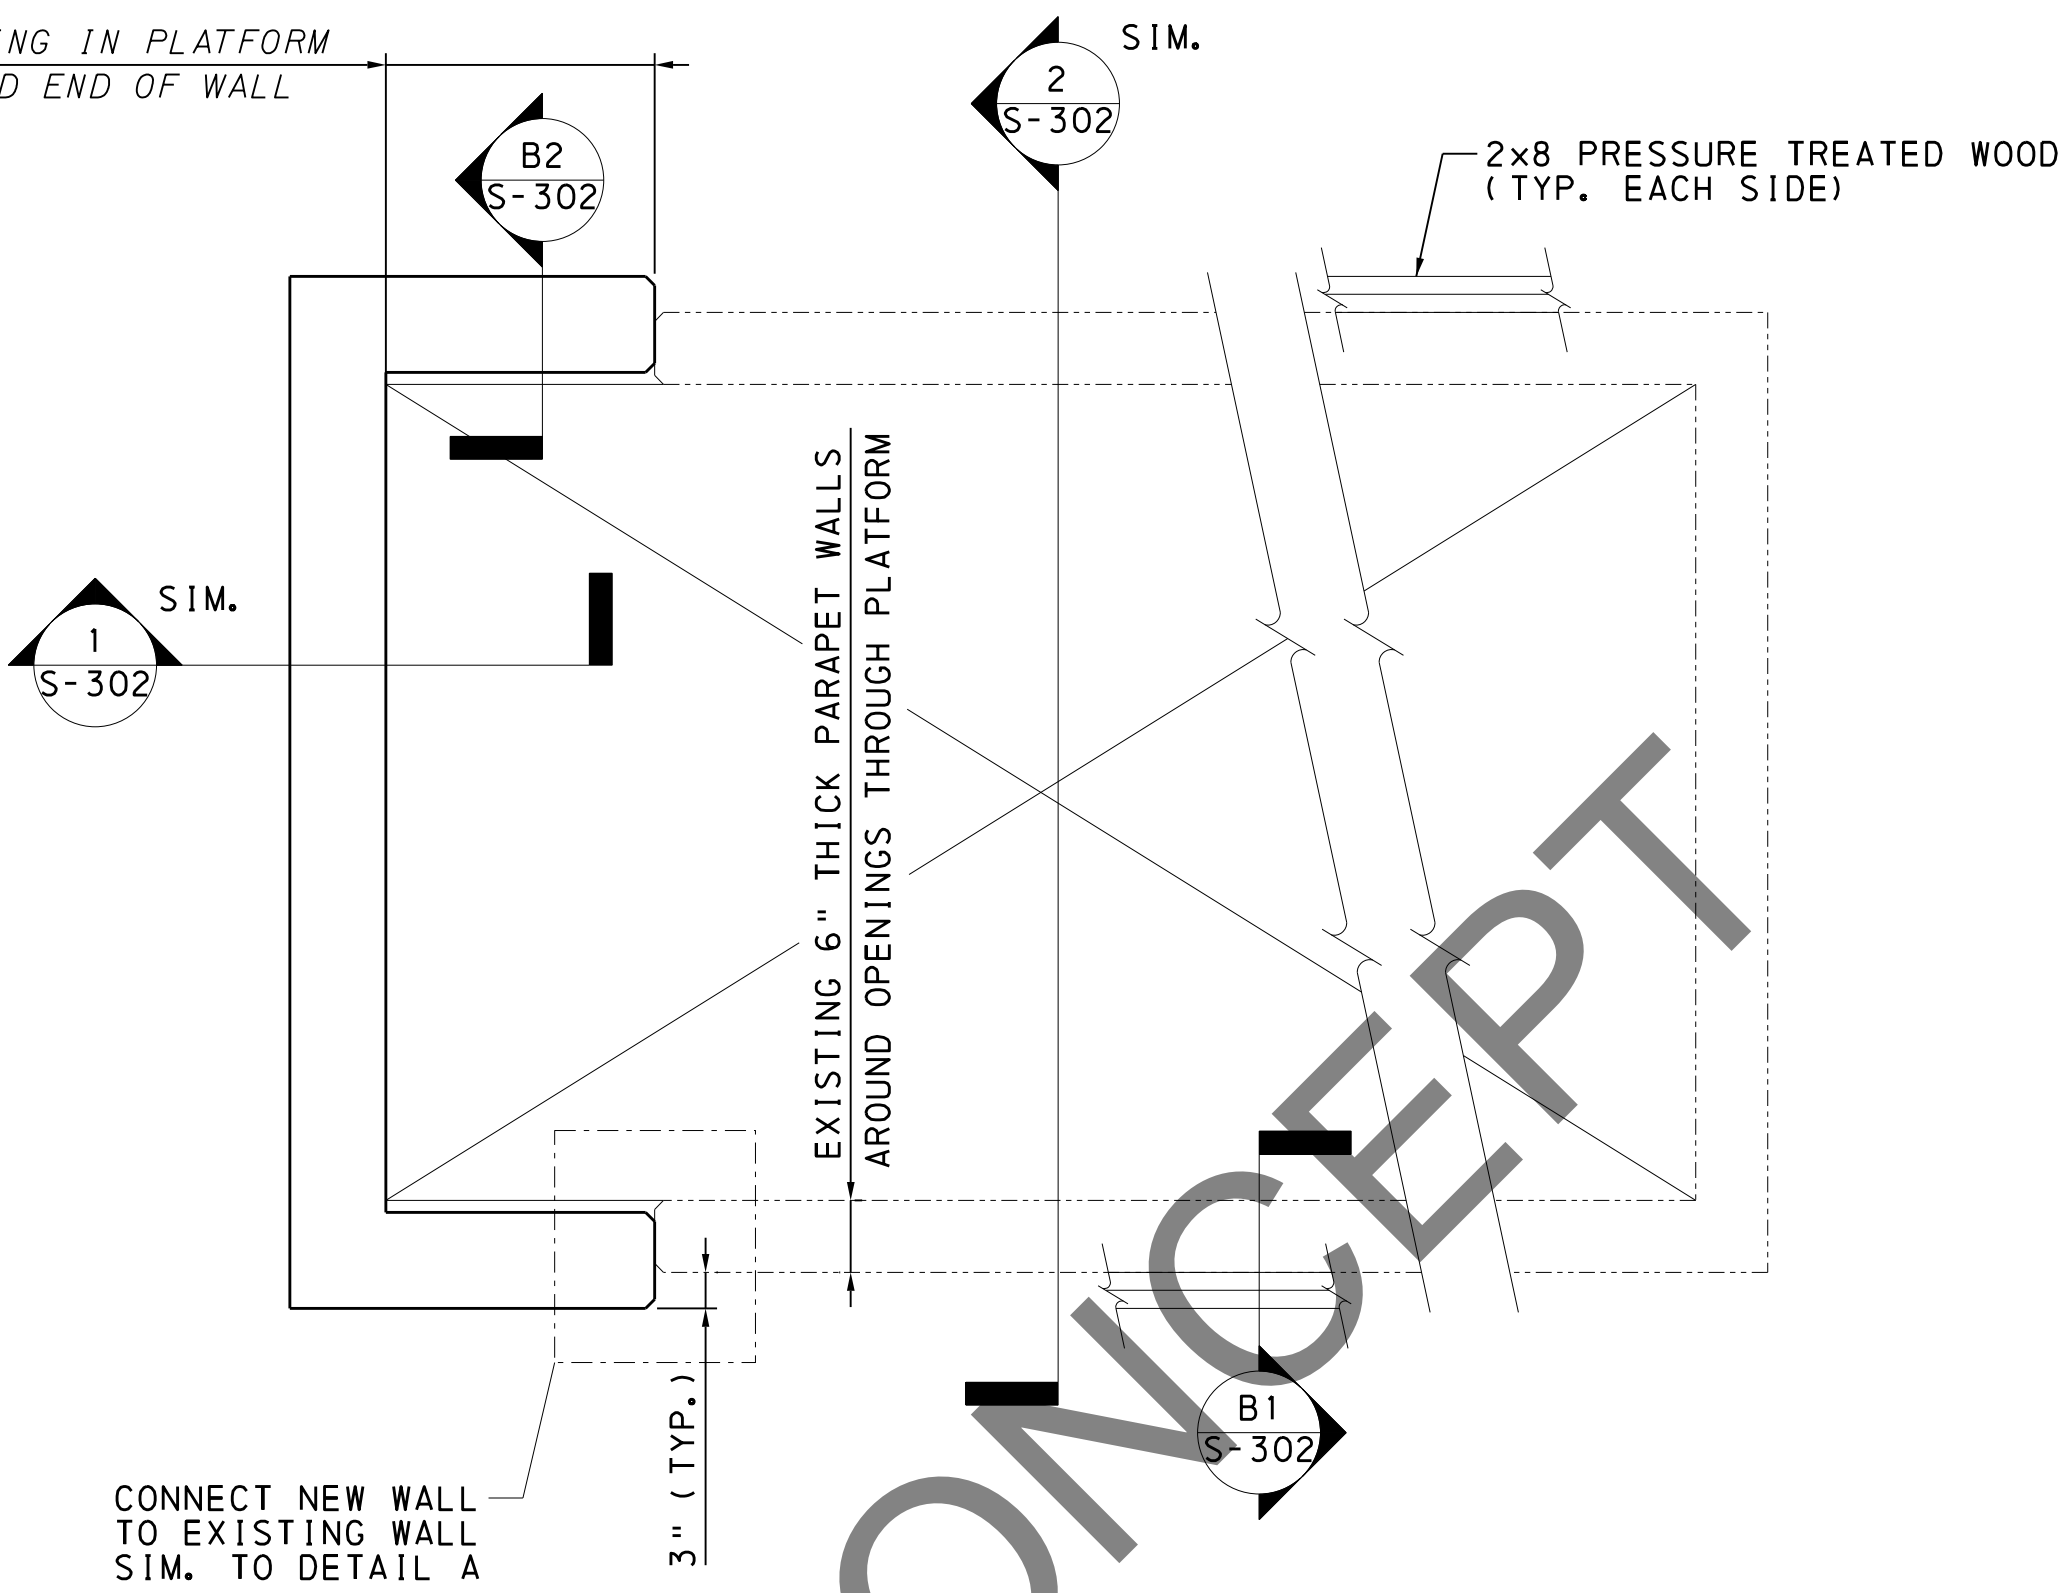 ING IN PLATFORM
D END OF WALL
SIM.
2
S-302
B2
S-302
2x8 PRESSURE TREATED WOOD
(TYP. EACH SIDE)
SIM.
1
S-302
EXISTING 6" THICK PARAPET WALLS
AROUND OPENINGS THROUGH PLATFORM
3" (TYP.)
B1
S-302
CONNECT NEW WALL
TO EXISTING WALL
SIM. TO DETAIL A
ONCEPT